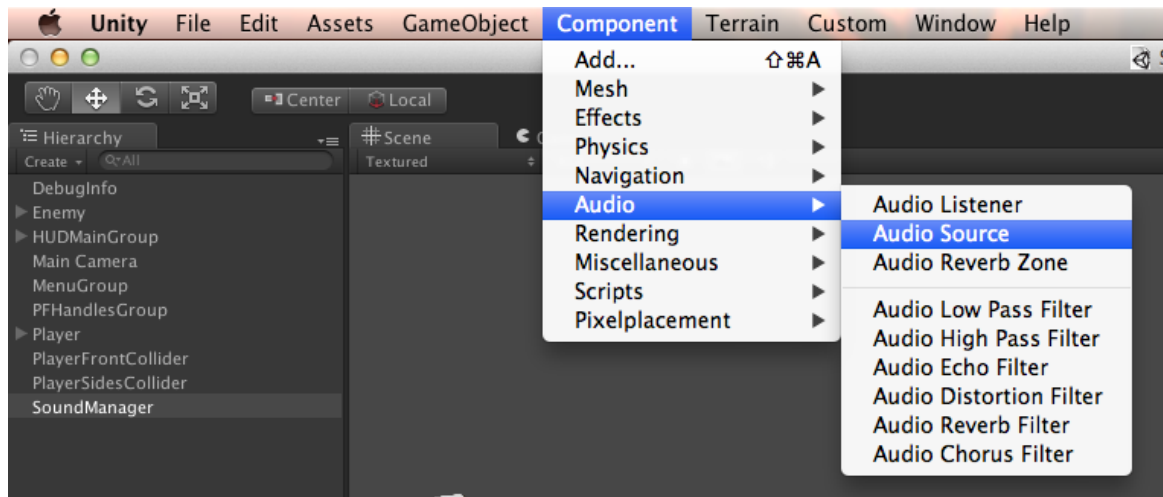 Unity File Edit Assets GameObject Component Terrain Custom Window Help
Center Local
Hierarchy
Create All
DebugInfo
Enemy
HUDMainGroup
Main Camera
MenuGroup
PFHandlesGroup
Player
PlayerFrontCollider
PlayerSidesCollider
SoundManager
#Scene
Textured
Add... ⇧⌘A
Mesh
Effects
Physics
Navigation
Audio
Rendering
Miscellaneous
Scripts
Pixelplacement
Audio Listener
Audio Source
Audio Reverb Zone
Audio Low Pass Filter
Audio High Pass Filter
Audio Echo Filter
Audio Distortion Filter
Audio Reverb Filter
Audio Chorus Filter